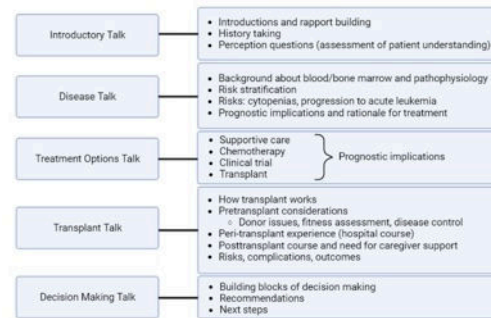 Introductory Talk
• Introductions and rapport building
• History taking
• Perception questions (assessment of patient understanding)
Disease Talk
• Background about blood/bone marrow and pathophysiology
• Risk stratification
• Risks: cytopenias, progression to acute leukemia
• Prognostic implications and rationale for treatment
Treatment Options Talk
• Supportive care
• Chemotherapy
• Clinical trial
• Transplant
Prognostic implications
Transplant Talk
• How transplant works
• Pretransplant considerations
○ Donor issues, fitness assessment, disease control
• Peri-transplant experience (hospital course)
• Posttransplant course and need for caregiver support
• Risks, complications, outcomes
Decision Making Talk
• Building blocks of decision making
• Recommendations
• Next steps